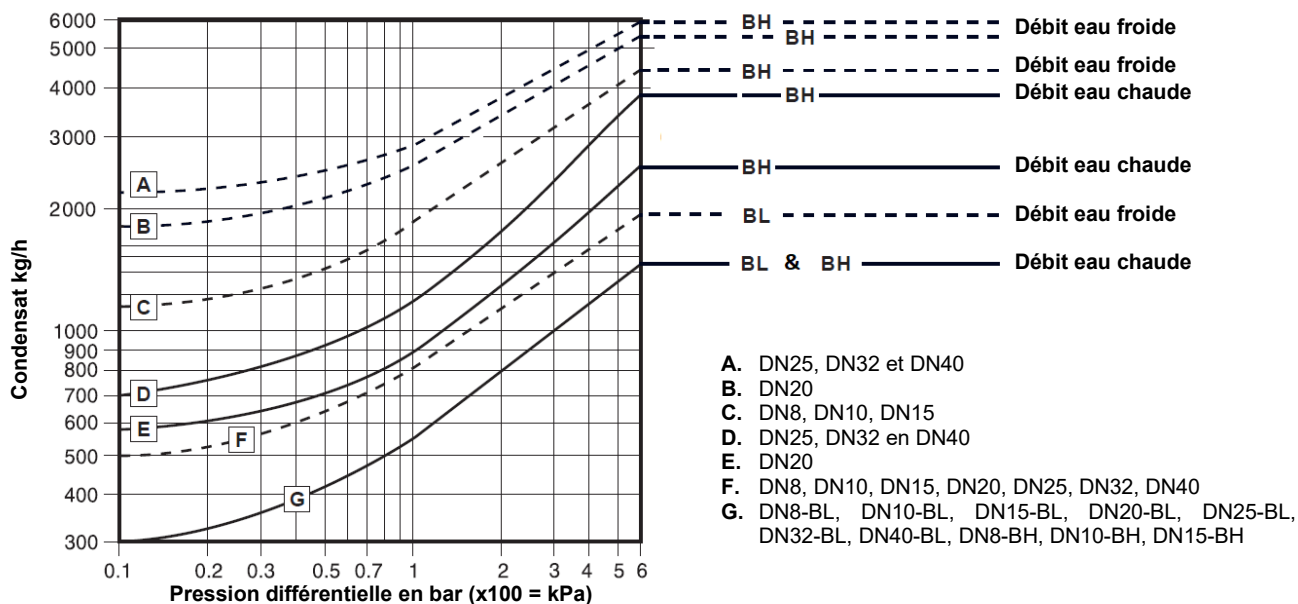 6000
5000
4000
3000
2000
1000
900
800
700
600
500
400
300
Condensat kg/h
A
B
C
D
E
F
G
0.1 0.2 0.3 0.5 0.7 1 2 3 4 5 6
Pression différentielle en bar (x100 = kPa)
BH
BH
Débit eau froide
BH Débit eau froide
BH Débit eau chaude
BH Débit eau chaude
BL Débit eau froide
BL & BH Débit eau chaude
A. DN25, DN32 et DN40
B. DN20
C. DN8, DN10, DN15
D. DN25, DN32 en DN40
E. DN20
F. DN8, DN10, DN15, DN20, DN25, DN32, DN40
G. DN8-BL, DN10-BL, DN15-BL, DN20-BL, DN25-BL,
DN32-BL, DN40-BL, DN8-BH, DN10-BH, DN15-BH